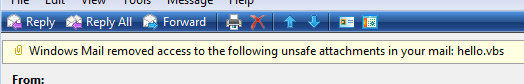 File Edit View Tools Message Help
Reply Reply All Forward
Windows Mail removed access to the following unsafe attachments in your mail: hello.vbs
From: